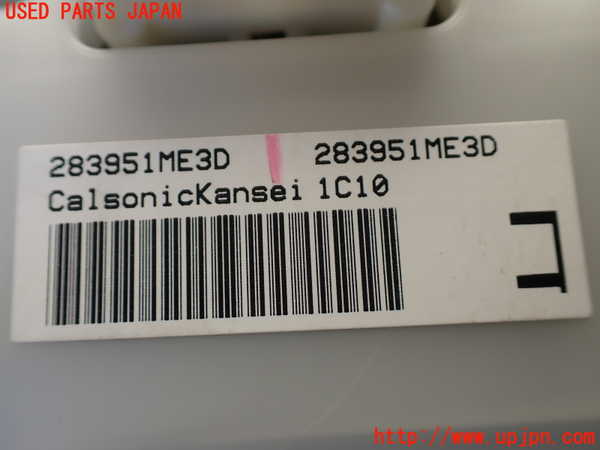 USED PARTS JAPAN
283951ME3D 283951ME3D
CalsonicKansei 1C10
http://www.upjpn.com/